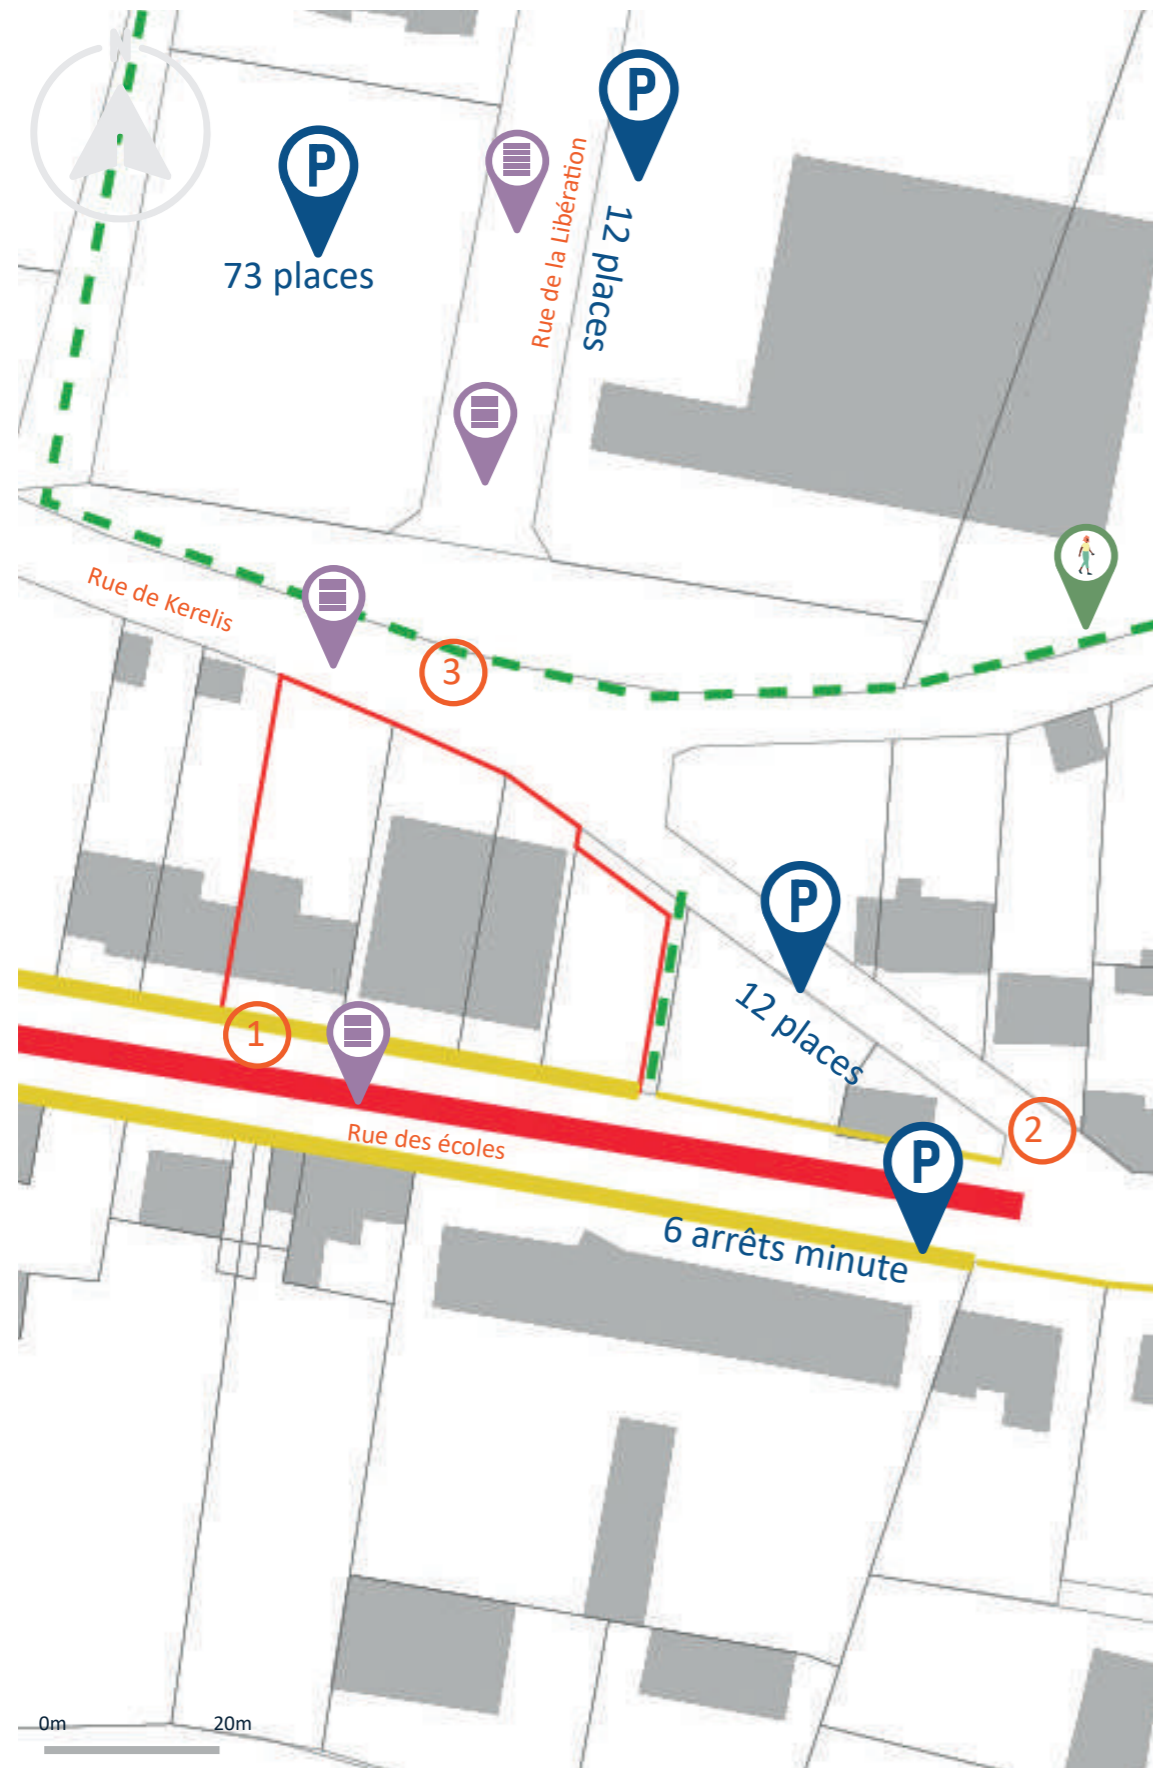 N
P
P
73 places
Rue de la Libération
12 places
Rue de Kerelis
3
P
12 places
1
2
Rue des écoles
P
6 arrêts minute
0m
20m